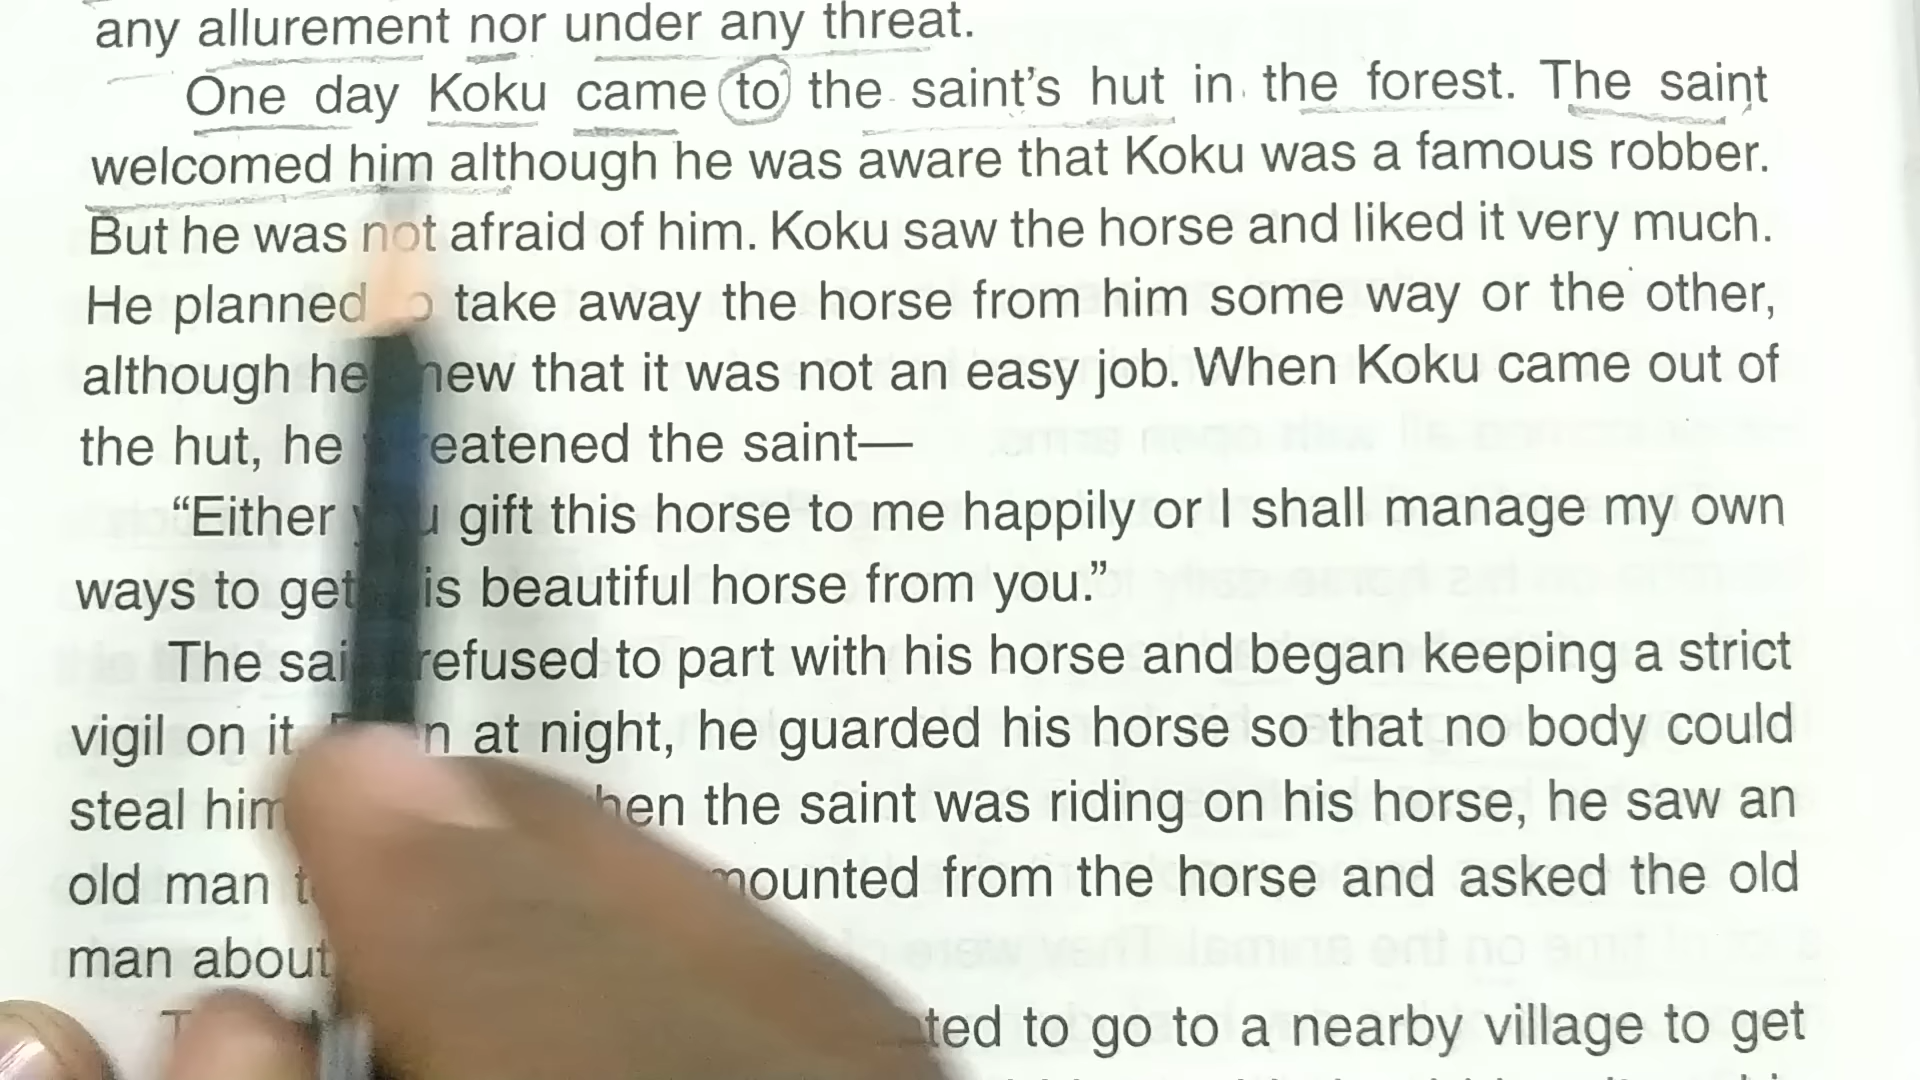 any allurement nor under any threat.
One day Koku came to the saint's hut in the forest. The saint
welcomed him although he was aware that Koku was a famous robber.
But he was not afraid of him. Koku saw the horse and liked it very much.
He planned take away the horse from him some way or the other,
although he knew that it was not an easy job. When Koku came out of
the hut, he threatened the saint—
“Either you gift this horse to me happily or I shall manage my own
ways to get this beautiful horse from you.”
The saint refused to part with his horse and began keeping a strict
vigil on it. Even at night, he guarded his horse so that no body could
steal him when the saint was riding on his horse, he saw an
old man mounted from the horse and asked the old
man about
to go to a nearby village to get